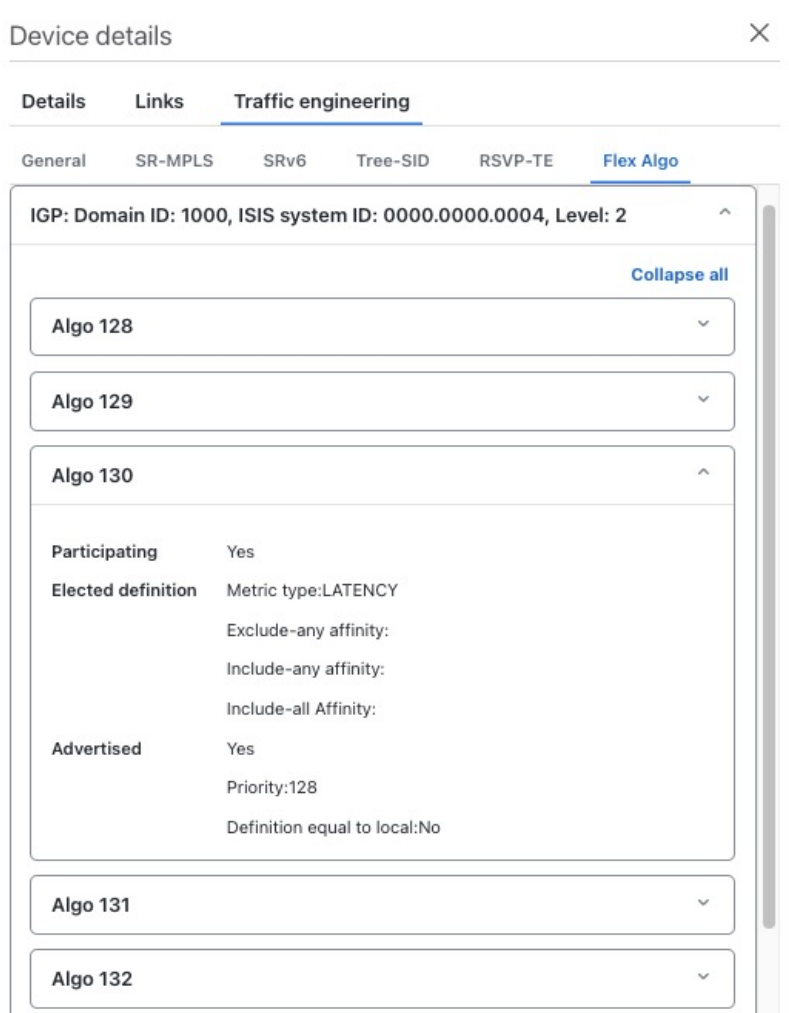 Device details
Details Links Traffic engineering
General SR-MPLS SRv6 Tree-SID RSVP-TE Flex Algo
IGP: Domain ID: 1000, ISIS system ID: 0000.0000.0004, Level: 2
Collapse all
Algo 128
Algo 129
Algo 130
Participating Yes
Elected definition Metric type:LATENCY
Exclude-any affinity:
Include-any affinity:
Include-all Affinity:
Advertised Yes
Priority:128
Definition equal to local:No
Algo 131
Algo 132